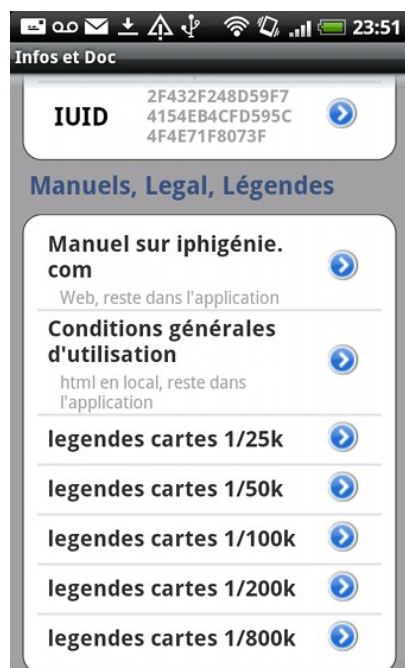 23:51
Infos et Doc
IUID
2F432F248D59F7
4154EB4CFD595C
4F4E71F8073F
Manuels, Legal, Légendes
Manuel sur iphigénie.
com
Web, reste dans l'application
Conditions générales
d'utilisation
html en local, reste dans
l'application
legendes cartes 1/25k
legendes cartes 1/50k
legendes cartes 1/100k
legendes cartes 1/200k
legendes cartes 1/800k